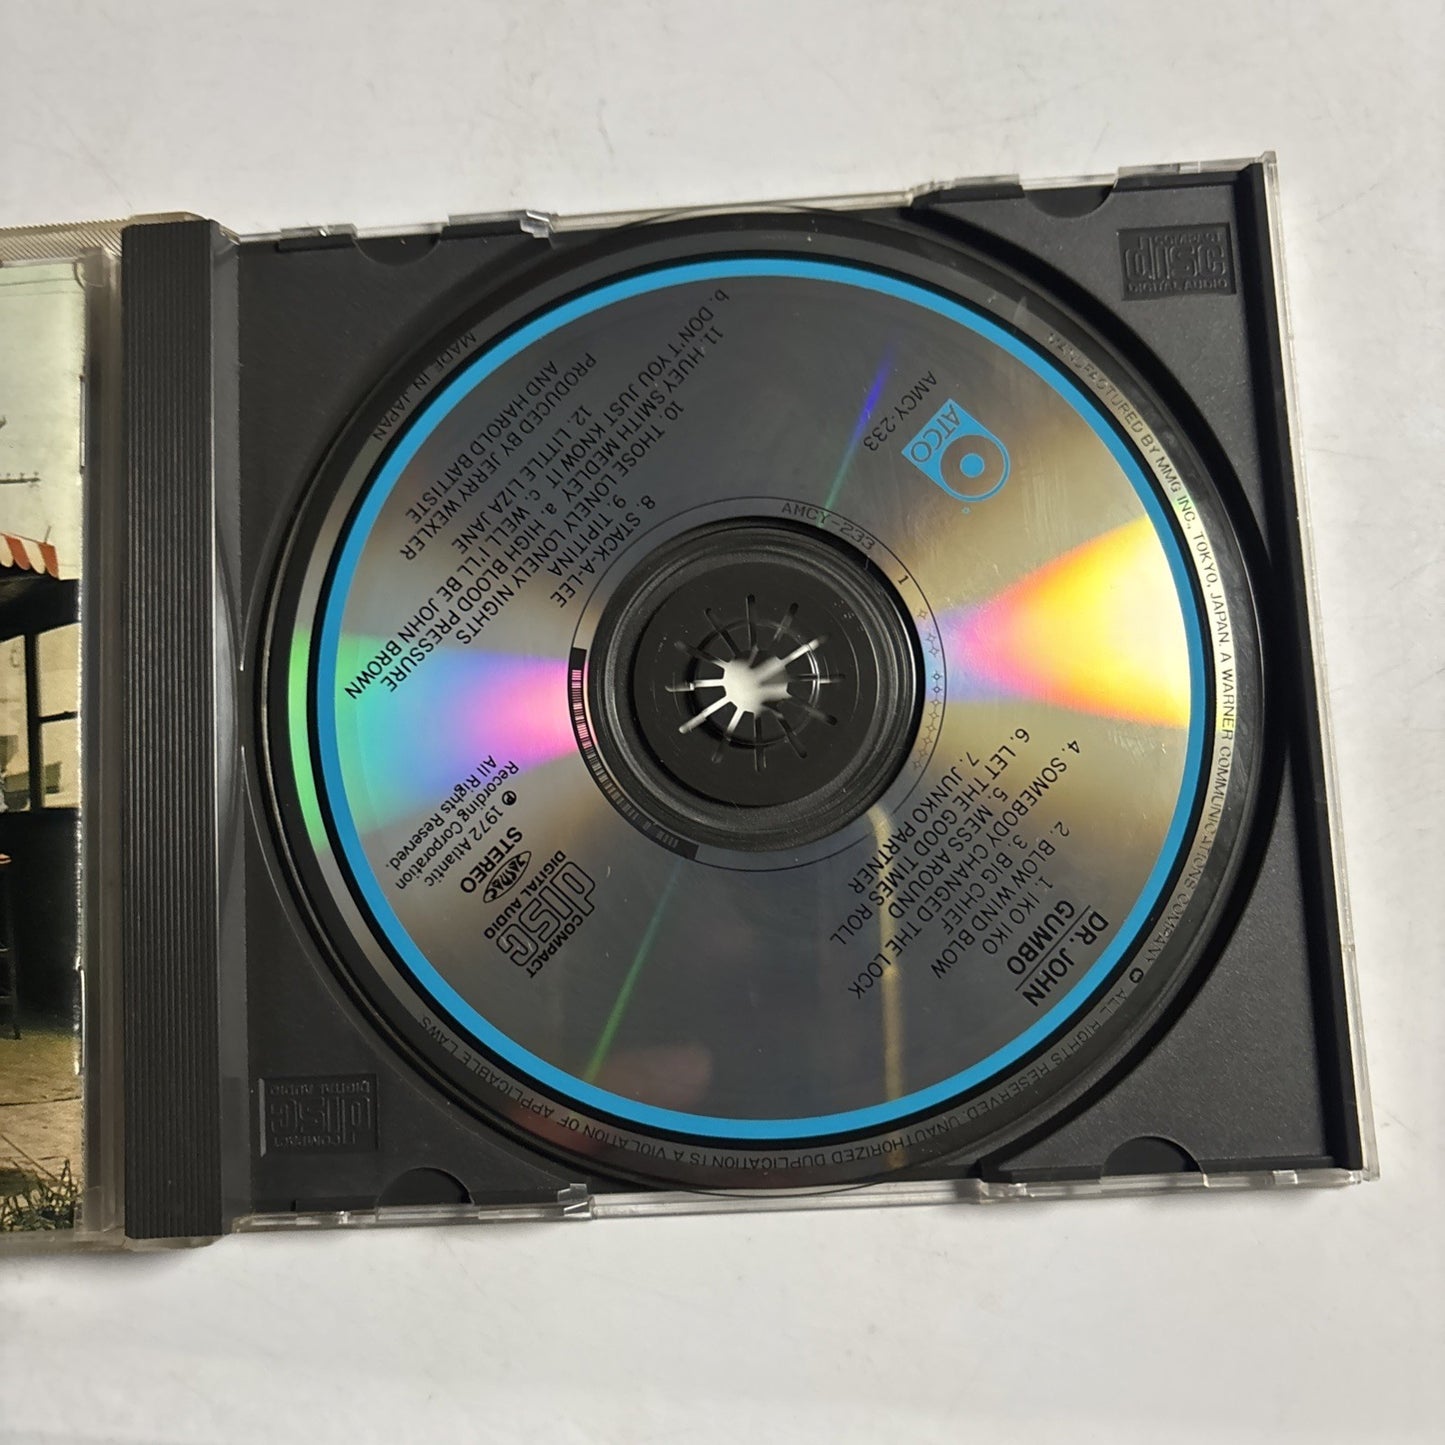 DR. JOHN
GUMBO
1. IKO IKO
2. BLOW WIND BLOW
3. BIG CHIEF
4. SOMEBODY CHANGED THE LOCK
5. MESS AROUND
6. LET THE GOOD TIMES ROLL
7. JUNKO PARTNER
8. STACK-A-LEE
9. TIPITINA
10. THOSE LONELY LONELY NIGHTS
11. HUEY SMITH MEDLEY a. HIGH BLOOD PRESSURE
b. DON'T YOU JUST KNOW IT c. WELL I'LL BE JOHN BROWN
12. LITTLE LIZA JANE
PRODUCED BY JERRY WEXLER
AND HAROLD BATTISTE
ATCO
AMCY-233
COMPACT
disc
DIGITAL AUDIO
STEREO
℗ 1972 Atlantic
Recording Corporation
All Rights Reserved.
AMCY-233 1
MANUFACTURED BY MMG INC., TOKYO, JAPAN. A WARNER COMMUNICATIONS COMPANY © ALL RIGHTS RESERVED. UNAUTHORIZED DUPLICATION IS A VIOLATION OF APPLICABLE LAWS.
MADE IN JAPAN
COMPACT
disc
DIGITAL AUDIO
COMPACT
disc
DIGITAL AUDIO